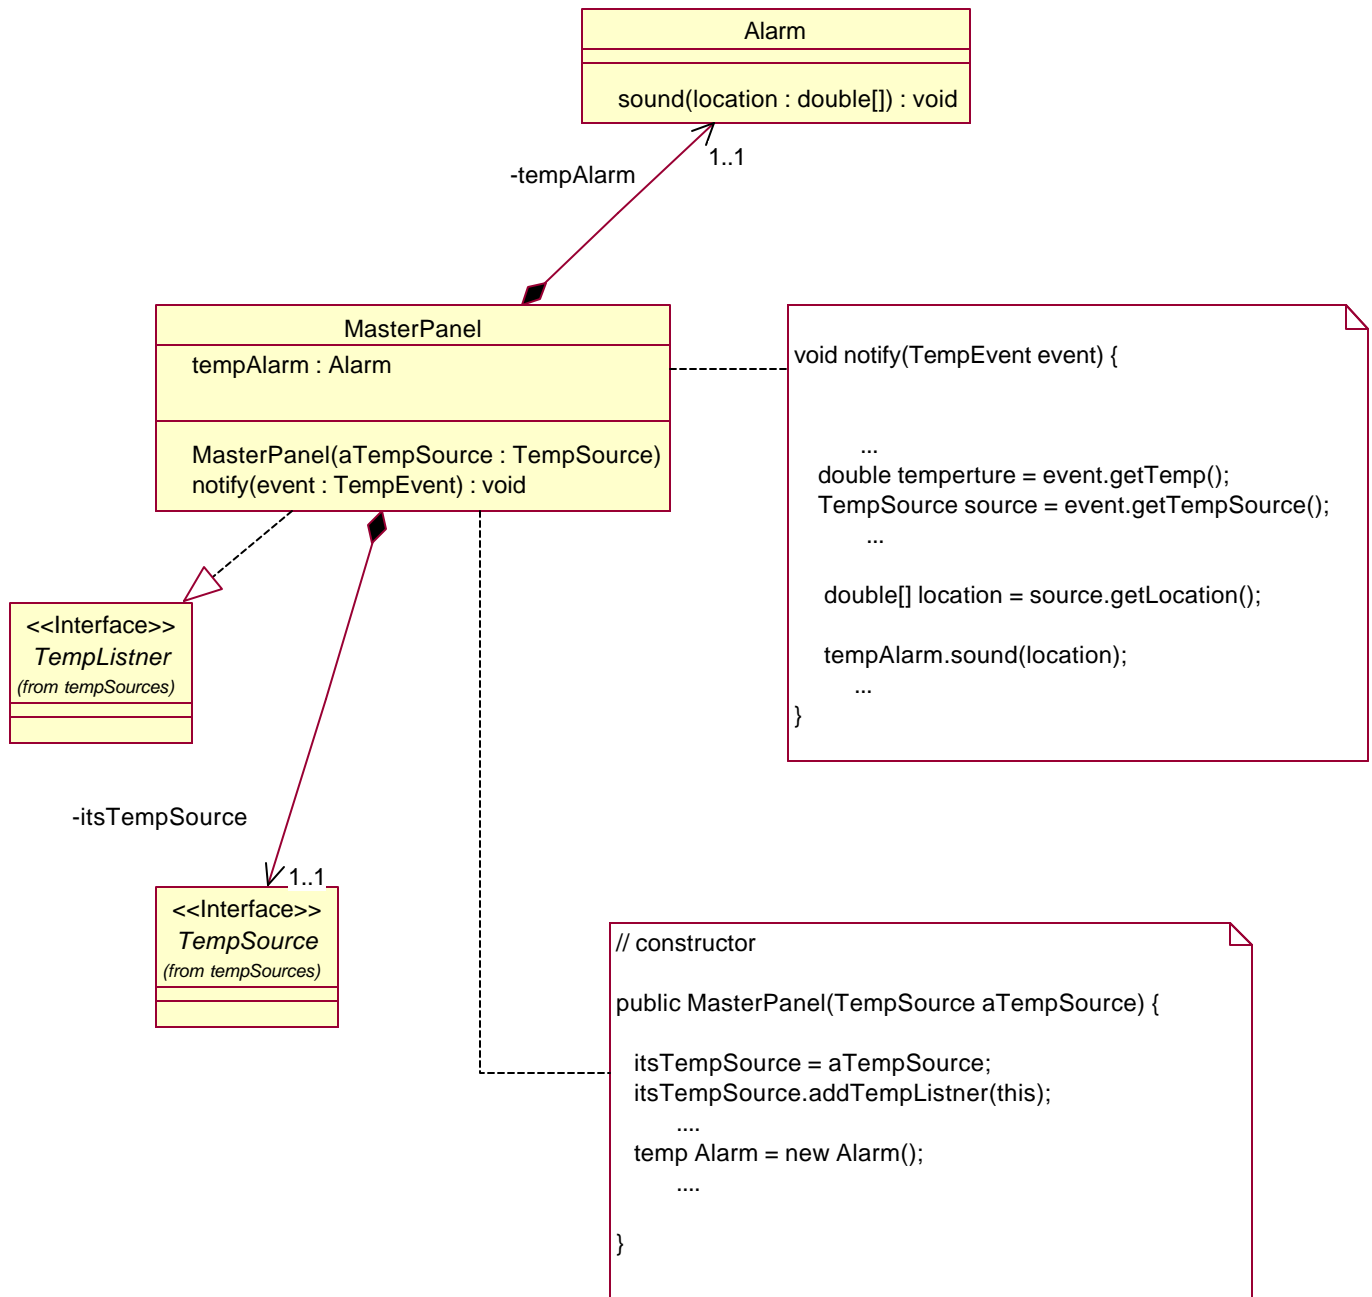 Alarm
sound(location : double[]) : void
1..1
-tempAlarm
MasterPanel
tempAlarm : Alarm
MasterPanel(aTempSource : TempSource)
notify(event : TempEvent) : void
void notify(TempEvent event) {
...
double temperture = event.getTemp();
TempSource source = event.getTempSource();
...
double[] location = source.getLocation();
tempAlarm.sound(location);
...
}
<<Interface>>
TempListner
(from tempSources)
-itsTempSource
1..1
<<Interface>>
TempSource
(from tempSources)
// constructor
public MasterPanel(TempSource aTempSource) {
itsTempSource = aTempSource;
itsTempSource.addTempListner(this);
....
temp Alarm = new Alarm();
....
}